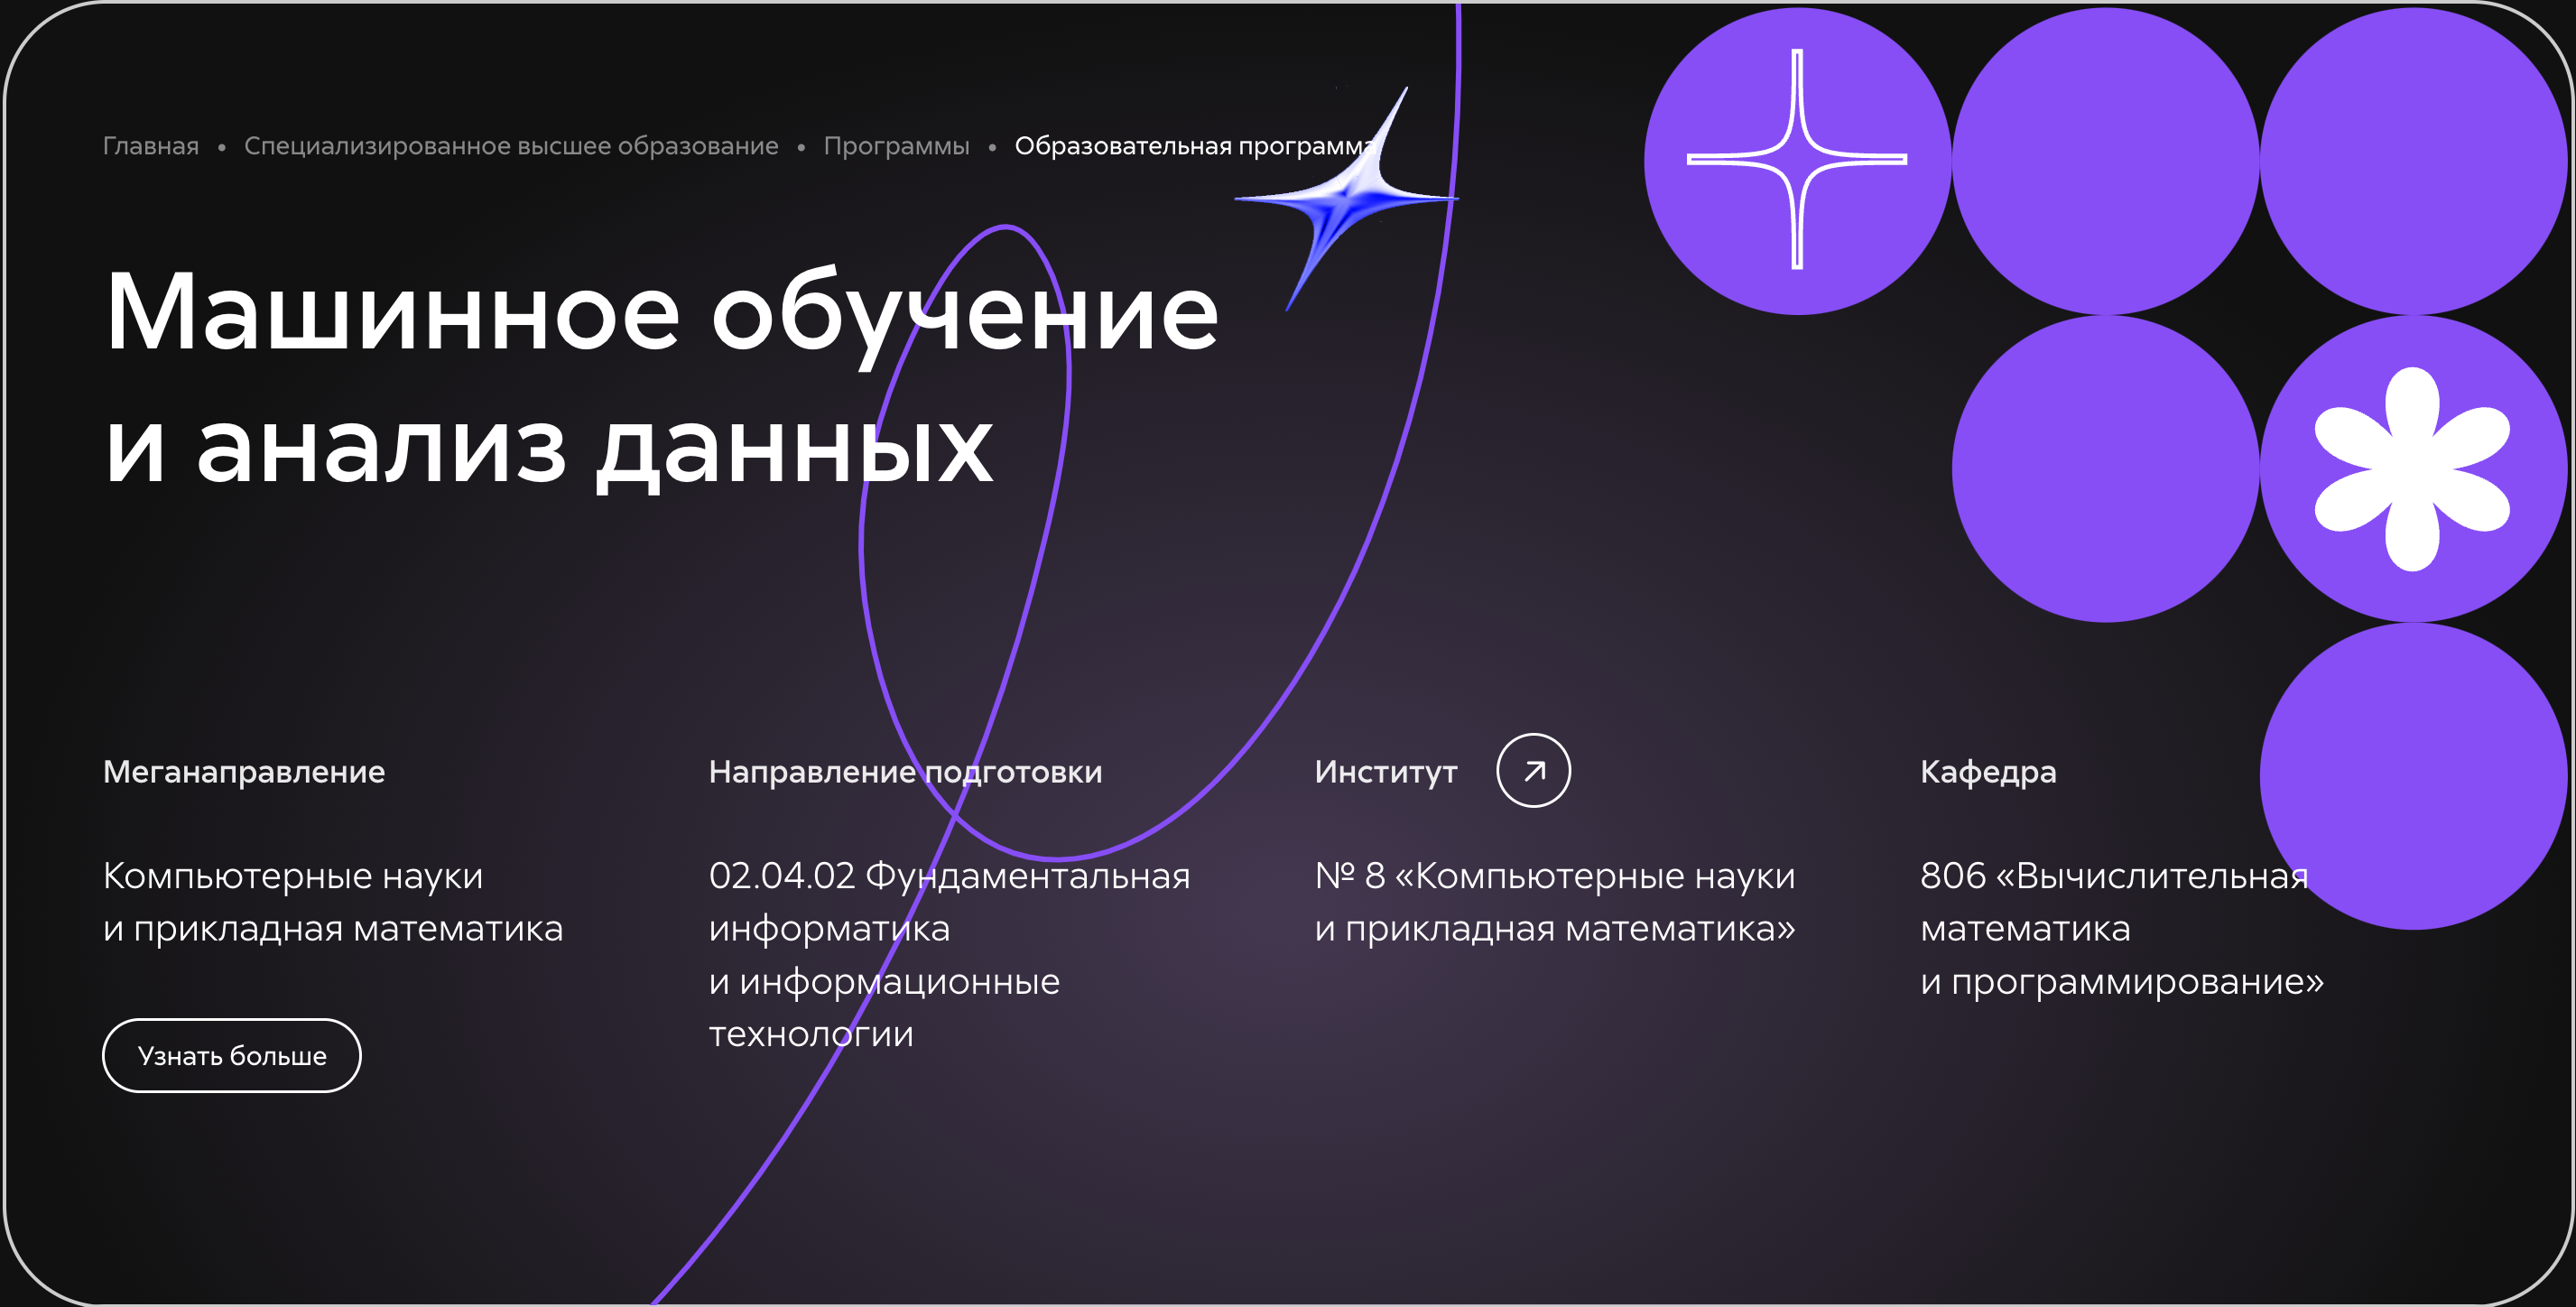 Главная • Специализированное высшее образование • Программы • Образовательная программа
Машинное обучение
и анализ данных
Меганаправление
Компьютерные науки
и прикладная математика
Узнать больше
Направление подготовки
02.04.02 Фундаментальная
информатика
и информационные
технологии
Институт
№ 8 «Компьютерные науки
и прикладная математика»
Кафедра
806 «Вычислительная
математика
и программирование»